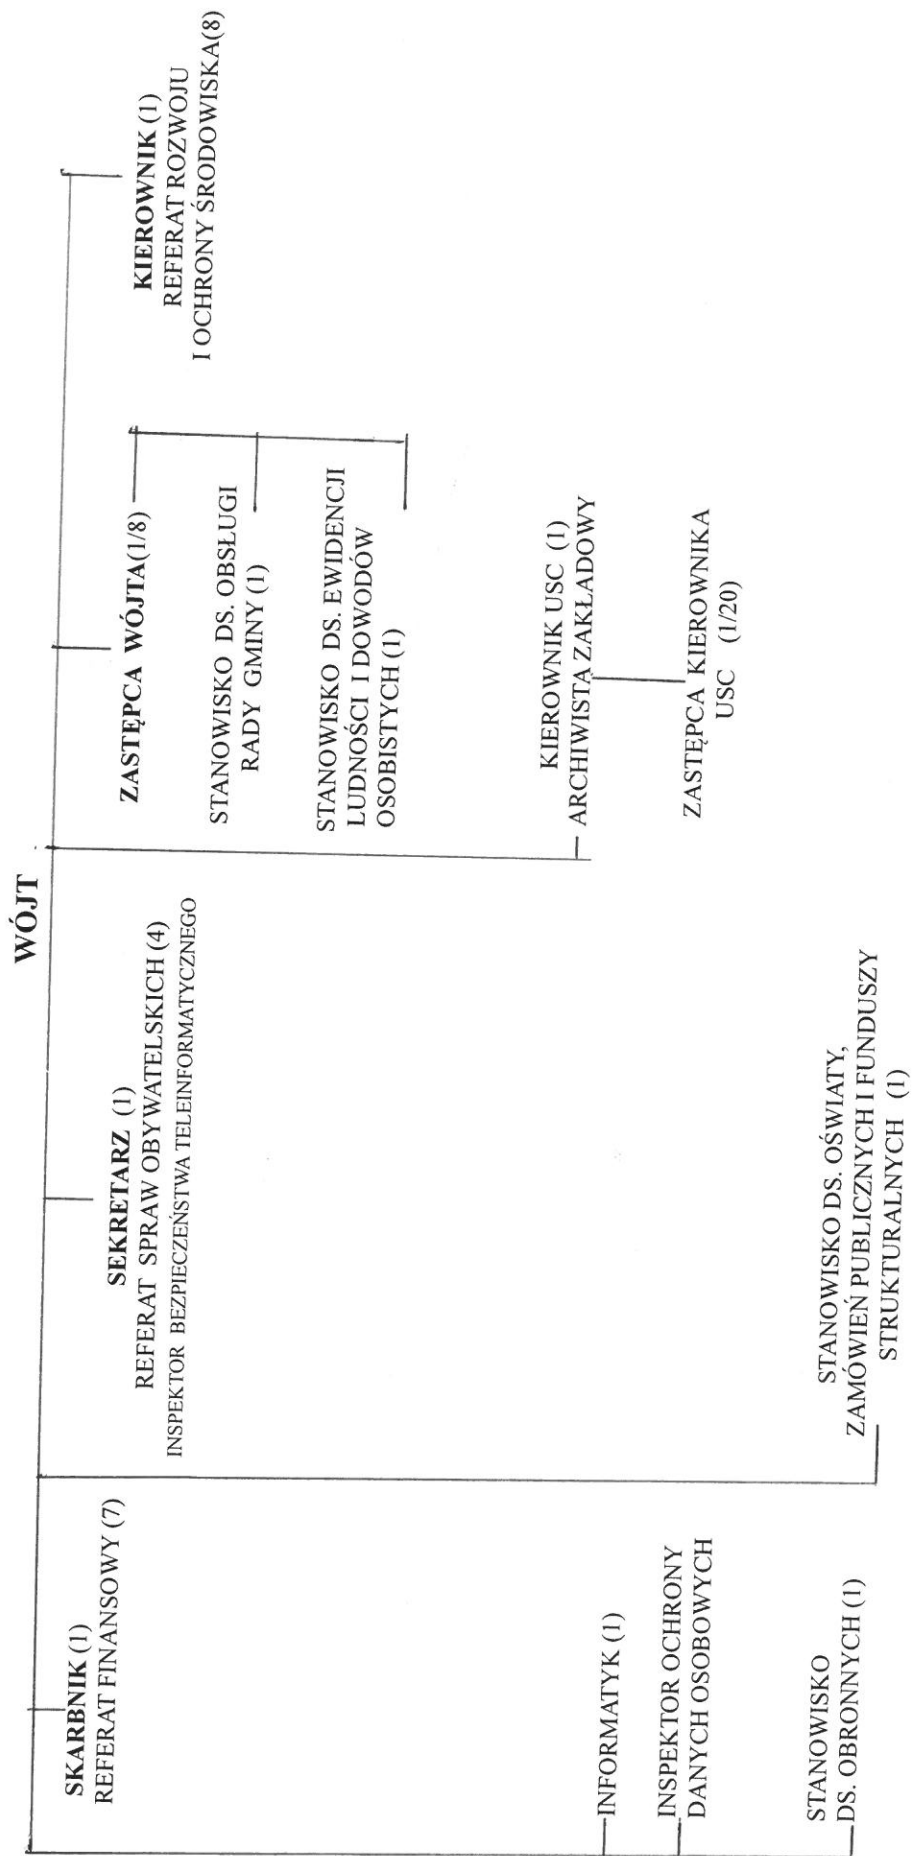 WÓJT
SKARBNIK (1)
REFERAT FINANSOWY (7)
INFORMATYK (1)
INSPEKTOR OCHRONY
DANYCH OSOBOWYCH
STANOWISKO
DS. OBRONNYCH (1)
SEKRETARZ (1)
REFERAT SPRAW OBYWATELSKICH (4)
INSPEKTOR BEZPIECZEŃSTWA TELEINFORMATYCZNEGO
STANOWISKO DS. OŚWIATY,
ZAMÓWIEŃ PUBLICZNYCH I FUNDUSZY
STRUKTURALNYCH (1)
ZASTĘPCA WÓJTA(1/8)
STANOWISKO DS. OBSŁUGI
RADY GMINY (1)
STANOWISKO DS. EWIDENCJI
LUDNOŚCI I DOWODÓW
OSOBISTYCH (1)
KIEROWNIK USC (1)
ARCHIWISTA ZAKŁADOWY
ZASTĘPCA KIEROWNIKA
USC (1/20)
KIEROWNIK (1)
REFERAT ROZWOJU
I OCHRONY ŚRODOWISKA(8)